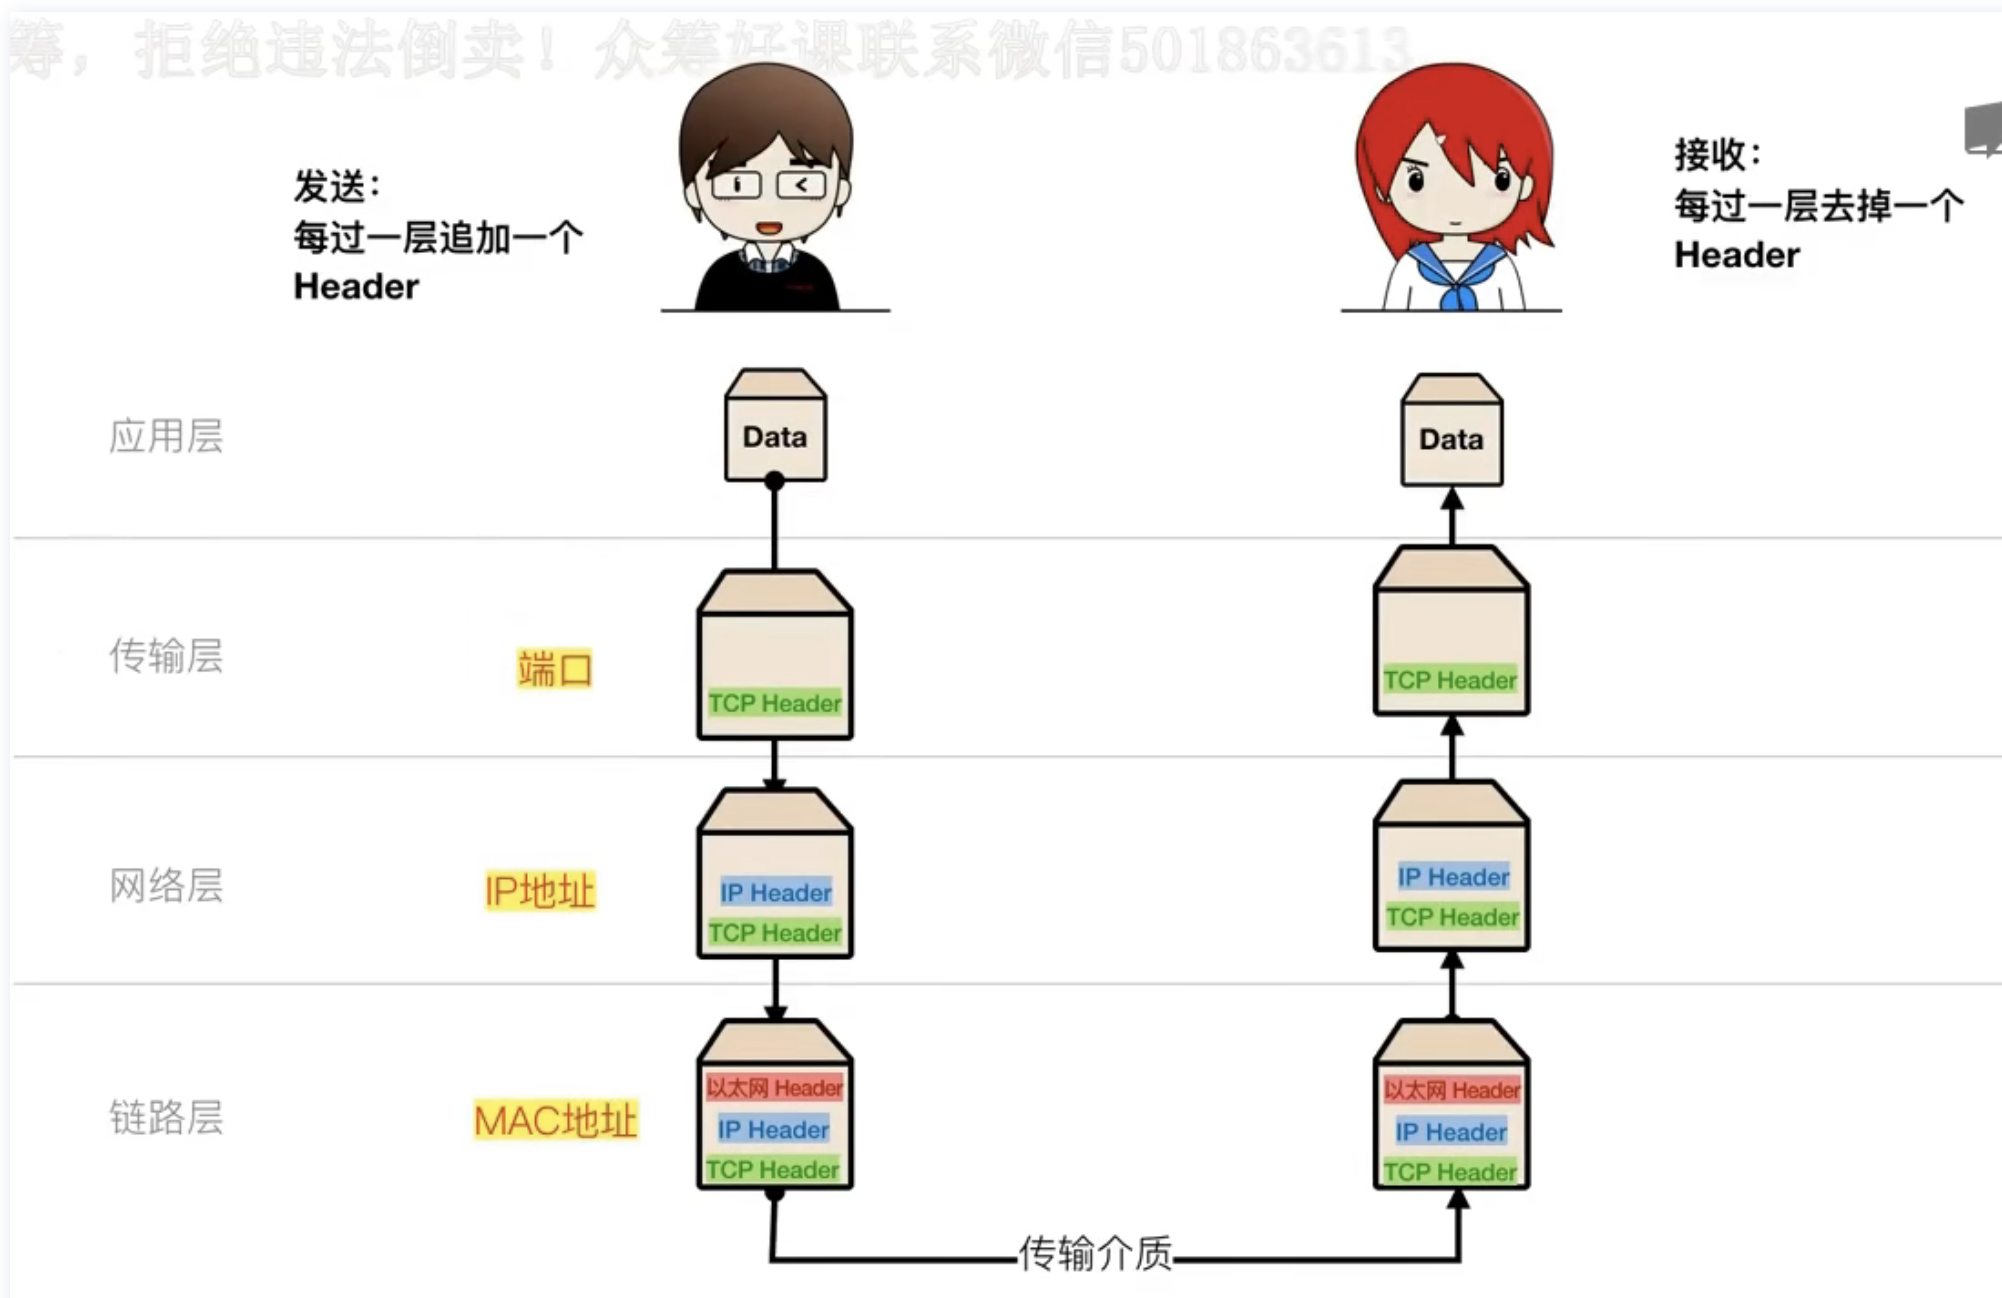 筹，拒绝违法倒卖！众筹好课联系微信501863613
发送：
每过一层追加一个
Header
接收：
每过一层去掉一个
Header
应用层
Data
Data
传输层
端口
TCP Header
TCP Header
网络层
IP地址
IP Header
TCP Header
IP Header
TCP Header
链路层
MAC地址
以太网 Header
IP Header
TCP Header
以太网 Header
IP Header
TCP Header
传输介质